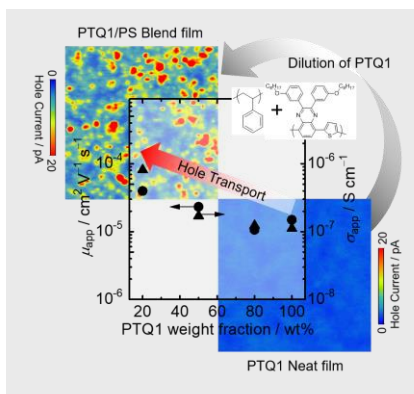 PTQ1/PS Blend film
Dilution of PTQ1
Hole Current / pA
0
20
C₆H₁₃
C₆H₁₃
+
Hole Transport
10⁻⁴
10⁻⁵
10⁻⁶
μapp / cm² V⁻¹ s⁻¹
10⁻⁶
10⁻⁷
10⁻⁸
σapp / S cm⁻¹
20 40 60 80 100
PTQ1 weight fraction / wt%
20
0
Hole Current / pA
PTQ1 Neat film